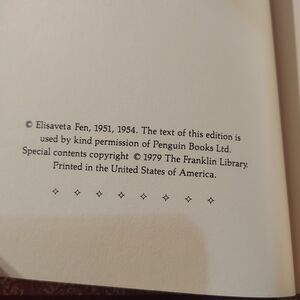 © Elisaveta Fen, 1951, 1954. The text of this edition is
used by kind permission of Penguin Books Ltd.
Special contents copyright © 1979 The Franklin Library.
Printed in the United States of America.